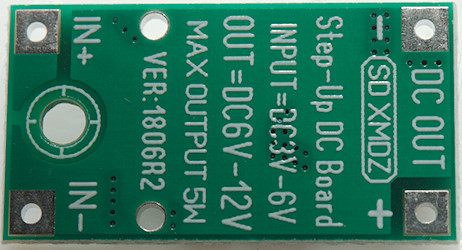 DC OUT
- SD XMDZ +
Step-Up DC Board
INPUT=DC3V-6V
OUT=DC6V-12V
MAX OUTPUT 5W
VER:1806R2
IN+ IN-